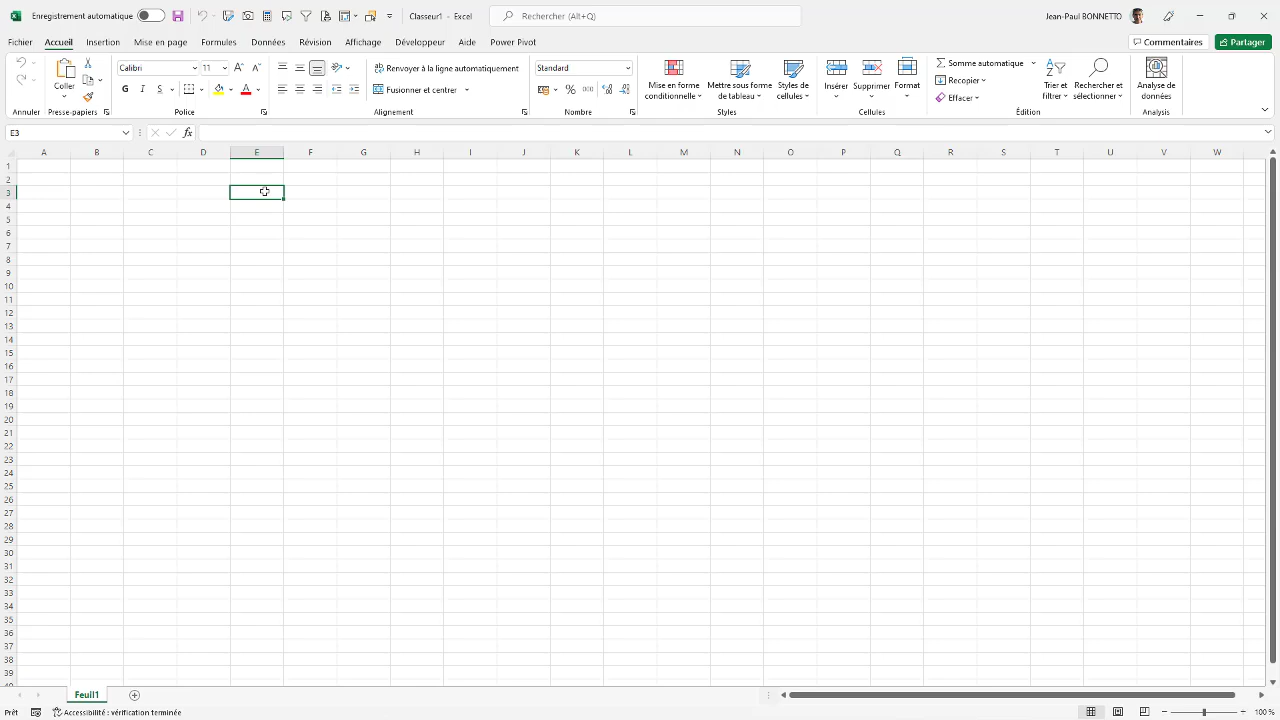 Enregistrement automatique Classeur1 - Excel Rechercher (Alt+Q) Jean-Paul BONNETTO
Fichier Accueil Insertion Mise en page Formules Données Révision Affichage Développeur Aide Power Pivot Commentaires Partager
Coller
Calibri 11
G I S
Renvoyer à la ligne automatiquement
Fusionner et centrer
Standard
% 000
Mise en forme
conditionnelle
Mettre sous forme
de tableau
Styles de
cellules
Insérer
Supprimer
Format
Somme automatique
Recopier
Effacer
Trier et
filtrer
Rechercher et
sélectionner
Analyse de
données
Annuler Presse-papiers Police Alignement Nombre Styles Cellules Édition Analysis
E3 fx
A B C D E F G H I J K L M N O P Q R S T U V W
1
2
3
4
5
6
7
8
9
10
11
12
13
14
15
16
17
18
19
20
21
22
23
24
25
26
27
28
29
30
31
32
33
34
35
36
37
38
39
Feuil1
Prêt Accessibilité : vérification terminée 100 %